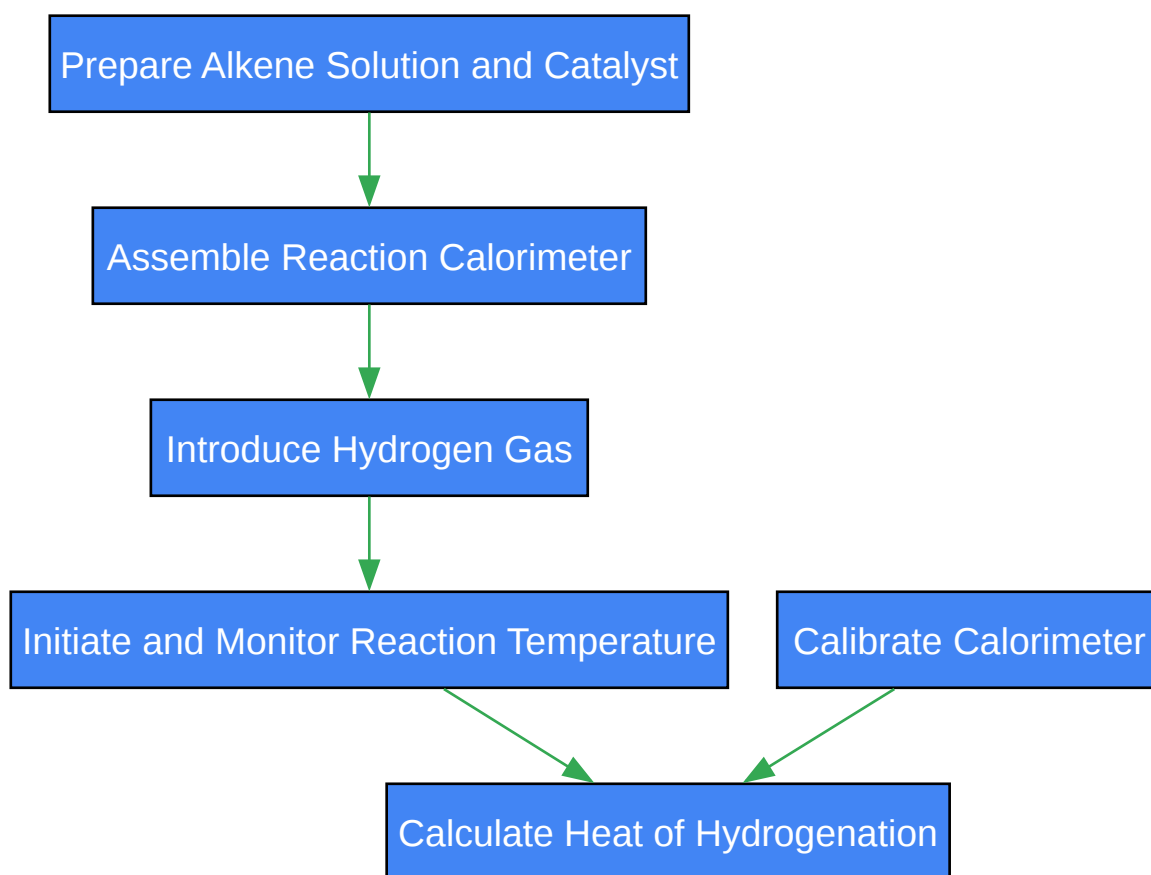 Prepare Alkene Solution and Catalyst
Assemble Reaction Calorimeter
Introduce Hydrogen Gas
Initiate and Monitor Reaction Temperature
Calibrate Calorimeter
Calculate Heat of Hydrogenation